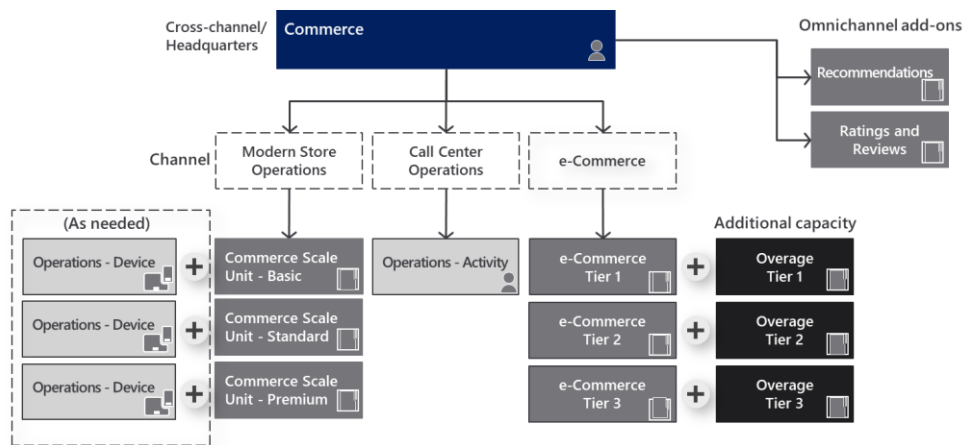 Cross-channel/
Headquarters
Commerce
Omnichannel add-ons
Recommendations
Ratings and
Reviews
Channel
Modern Store
Operations
Call Center
Operations
e-Commerce
(As needed)
Additional capacity
Operations - Device
+
Commerce Scale
Unit - Basic
Operations - Activity
e-Commerce
Tier 1
+
Overage
Tier 1
Operations - Device
+
Commerce Scale
Unit - Standard
e-Commerce
Tier 2
+
Overage
Tier 2
Operations - Device
+
Commerce Scale
Unit - Premium
e-Commerce
Tier 3
+
Overage
Tier 3